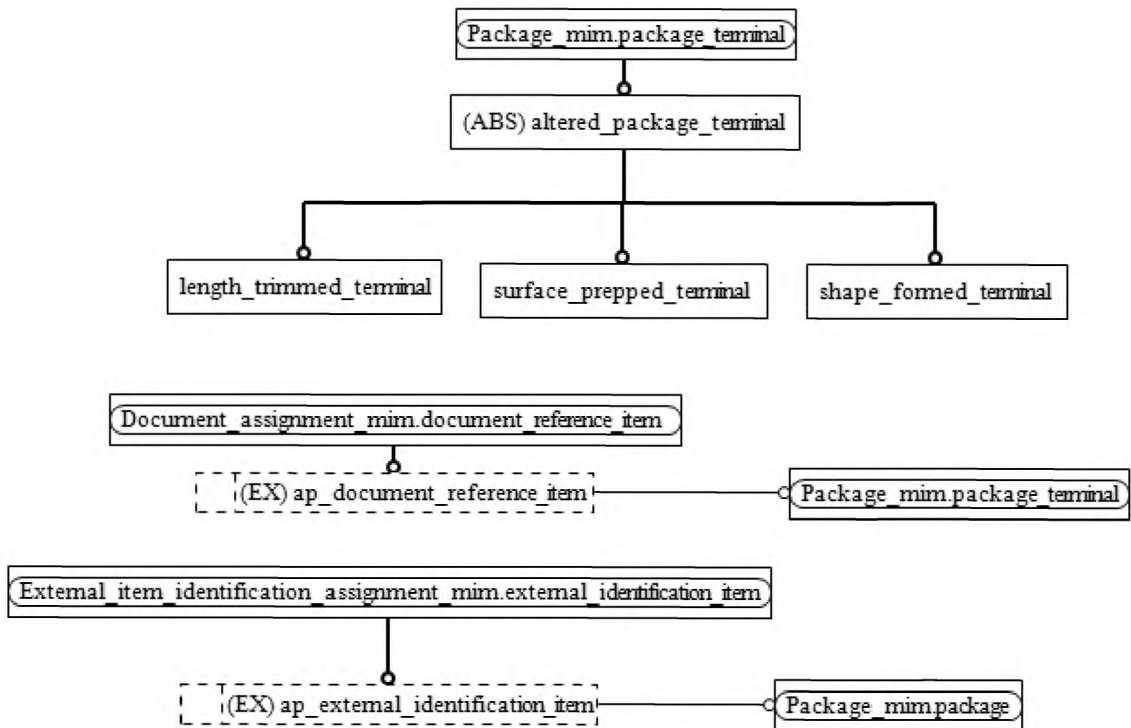 Package_mim.package_terminal
(ABS) altered_package_terminal
length_trimmed_terminal
surface_prepped_terminal
shape_formed_terminal
Document_assignment_mim.document_reference_item
(EX) ap_document_reference_item
Package_mim.package_terminal
External_item_identification_assignment_mim.external_identification_item
(EX) ap_external_identification_item
Package_mim.package